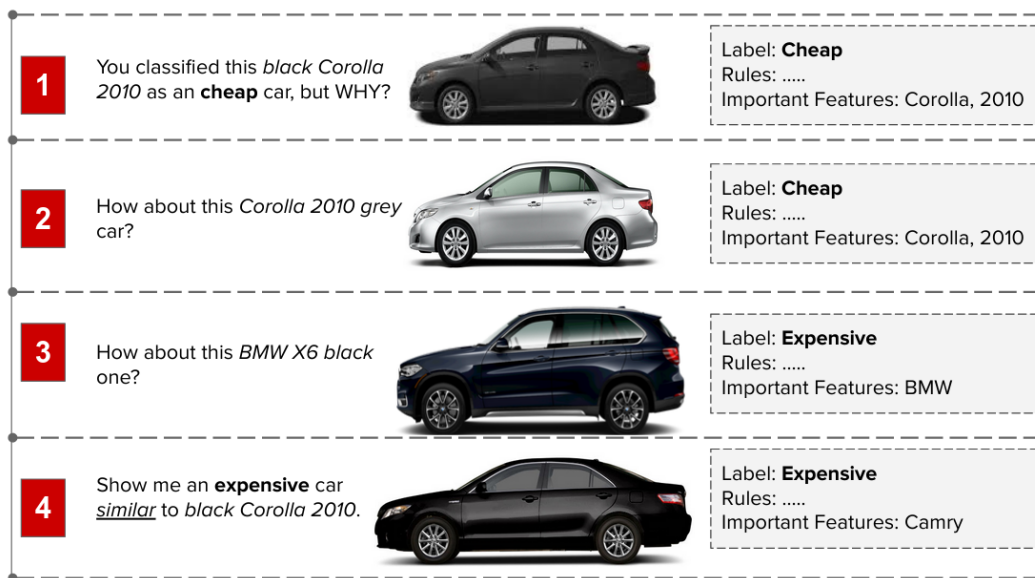 1
You classified this black Corolla
2010 as an cheap car, but WHY?
Label: Cheap
Rules: .....
Important Features: Corolla, 2010
2
How about this Corolla 2010 grey
car?
Label: Cheap
Rules: .....
Important Features: Corolla, 2010
3
How about this BMW X6 black
one?
Label: Expensive
Rules: .....
Important Features: BMW
4
Show me an expensive car
similar to black Corolla 2010.
Label: Expensive
Rules: .....
Important Features: Camry